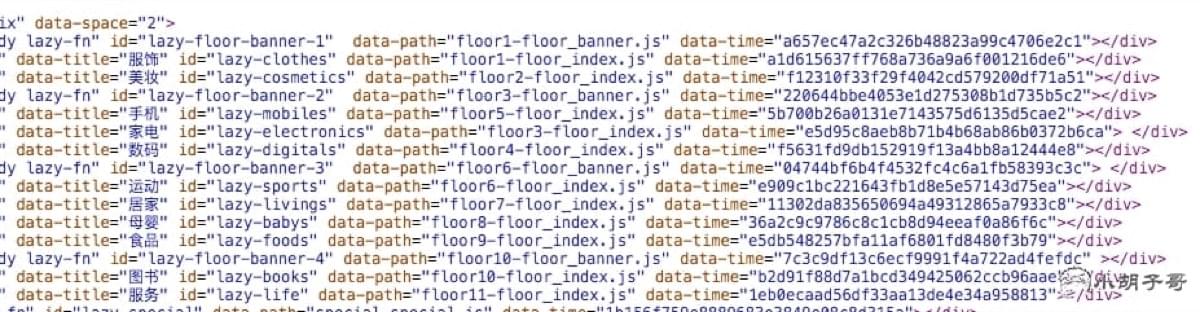 ix" data-space="2">
dy lazy-fn" id="lazy-floor-banner-1"  data-path="floor1-floor_banner.js" data-time="a657ec47a2c326b48823a99c4706e2c1"></div>
" data-title="服饰" id="lazy-clothes" data-path="floor1-floor_index.js" data-time="a1d615637ff768a736a9a6f001216de6"></div>
" data-title="美妆" id="lazy-cosmetics" data-path="floor2-floor_index.js" data-time="f12310f33f29f4042cd579200df71a51"></div>
dy lazy-fn" id="lazy-floor-banner-2"  data-path="floor3-floor_banner.js" data-time="220644bbe4053e1d275308b1d735b5c2"></div>
" data-title="手机" id="lazy-mobiles" data-path="floor5-floor_index.js" data-time="5b700b26a0131e7143575d6135d5cae2"></div>
" data-title="家电" id="lazy-electronics" data-path="floor3-floor_index.js" data-time="e5d95c8aeb8b71b4b68ab86b0372b6ca"> </div>
" data-title="数码" id="lazy-digitals" data-path="floor4-floor_index.js" data-time="f5631fd9db152919f13a4bb8a12444e8"></div>
dy lazy-fn" id="lazy-floor-banner-3"  data-path="floor6-floor_banner.js" data-time="04744bf6b4f4532fc4c6a1fb58393c3c"> </div>
" data-title="运动" id="lazy-sports" data-path="floor6-floor_index.js" data-time="e909c1bc221643fb1d8e5e57143d75ea"></div>
" data-title="居家" id="lazy-livings" data-path="floor7-floor_index.js" data-time="11302da835650694a49312865a7933c8"></div>
" data-title="母婴" id="lazy-babys" data-path="floor8-floor_index.js" data-time="36a2c9c9786c8c1cb8d94eeaf0a86f6c"></div>
" data-title="食品" id="lazy-foods" data-path="floor9-floor_index.js" data-time="e5db548257bfa11af6801fd8480f3b79"></div>
dy lazy-fn" id="lazy-floor-banner-4" data-path="floor10-floor_banner.js" data-time="7c3c9df13c6ecf9991f4a722ad4fefdc" ></div>
" data-title="图书" id="lazy-books" data-path="floor10-floor_index.js" data-time="b2d91f88d7a1bcd349425062ccb96aae
" data-title="服务" id="lazy-life" data-path="floor11-floor_index.js" data-time="1eb0ecaad56df33aa13de4e34a958813"></div>
小胡子哥